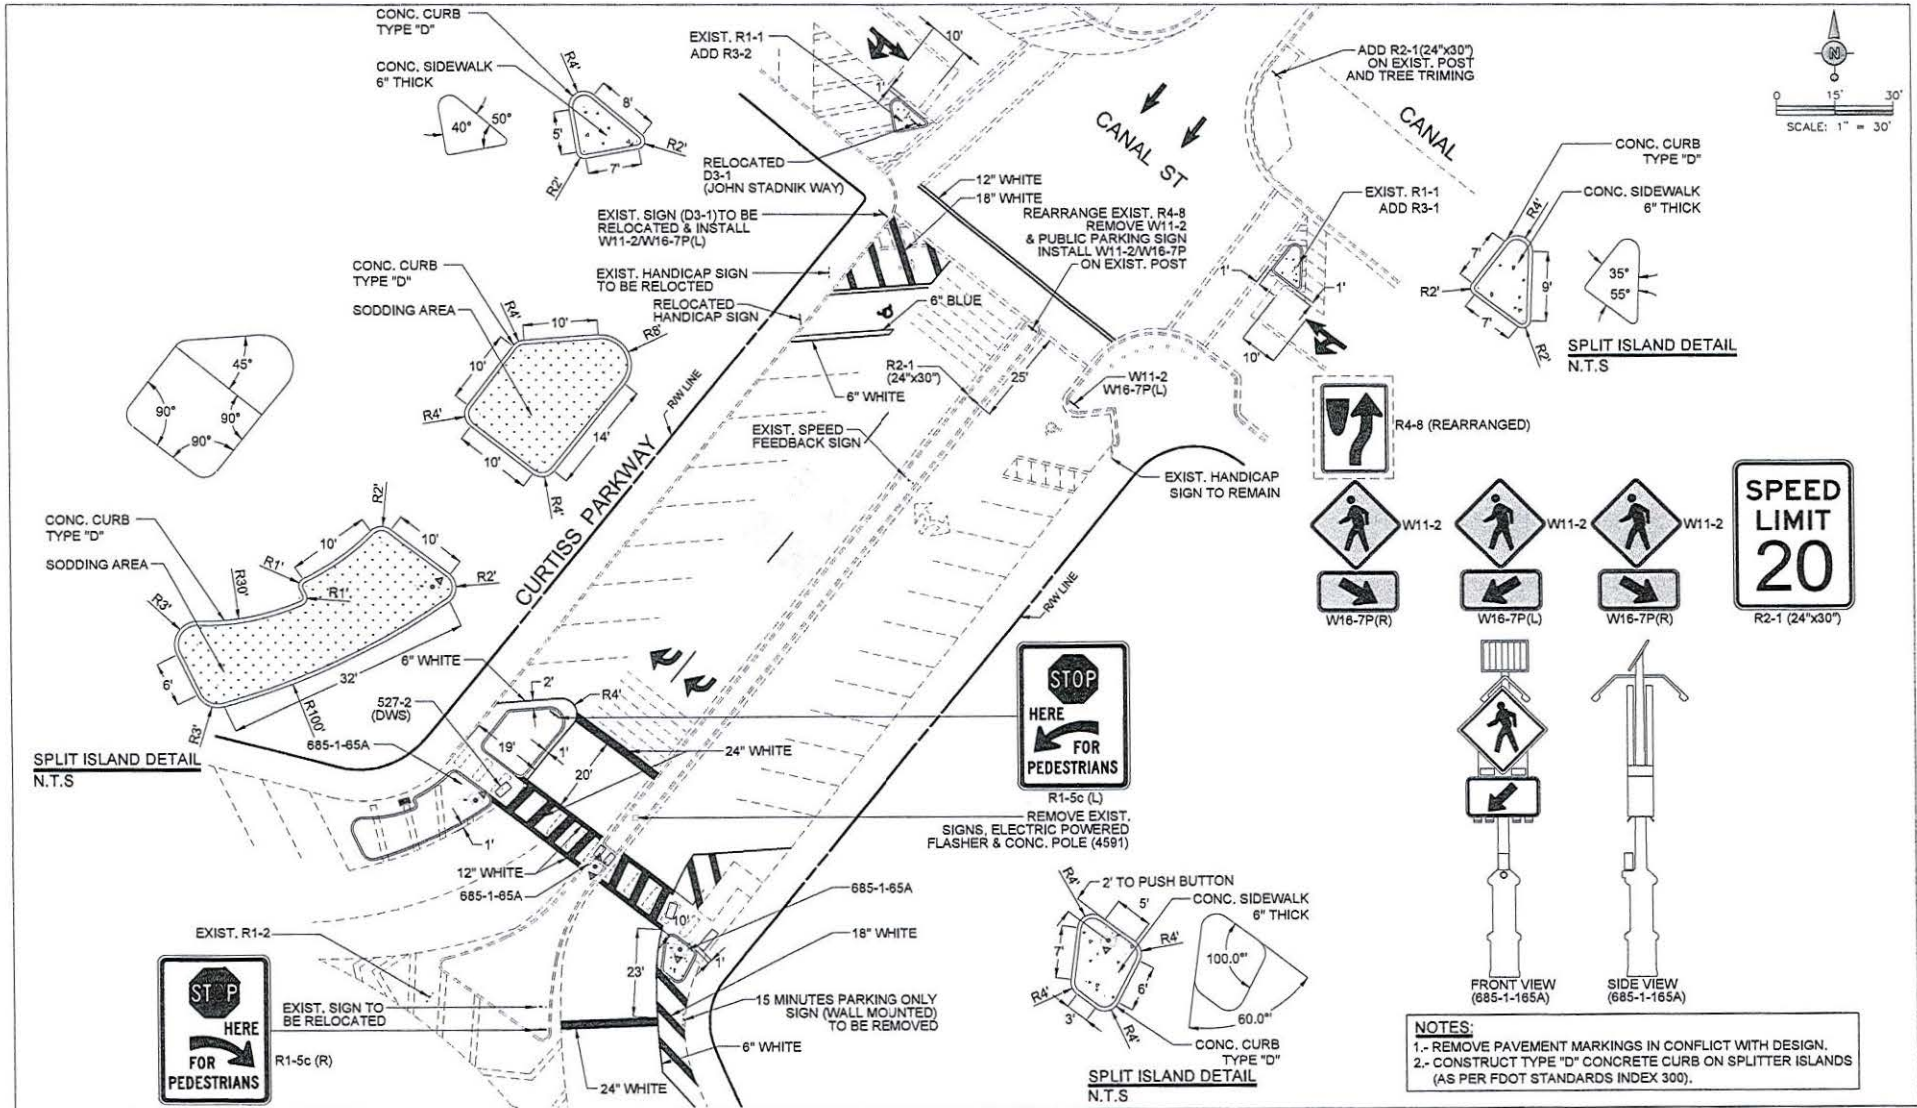 CONC. CURB
TYPE "D"
CONC. SIDEWALK
6" THICK
40°
50°
R4'
8'
5'
7'
R2'
R2'
EXIST. R1-1
ADD R3-2
10'
1'
RELOCATED
D3-1
(JOHN STADNIK WAY)
CANAL ST
ADD R2-1(24"x30")
ON EXIST. POST
AND TREE TRIMING
CANAL
N
0 15' 30'
SCALE: 1" = 30'
CONC. CURB
TYPE "D"
CONC. SIDEWALK
6" THICK
R4'
7'
R2'
9'
7'
R2'
35°
55°
SPLIT ISLAND DETAIL
N.T.S
EXIST. R1-1
ADD R3-1
1'
1'
10'
12" WHITE
18" WHITE
REARRANGE EXIST. R4-8
REMOVE W11-2
& PUBLIC PARKING SIGN
INSTALL W11-2/W16-7P
ON EXIST. POST
EXIST. SIGN (D3-1)TO BE
RELOCATED & INSTALL
W11-2/W16-7P(L)
EXIST. HANDICAP SIGN
TO BE RELOCTED
RELOCATED
HANDICAP SIGN
6" BLUE
6" WHITE
R2-1
(24"x30")
25'
W11-2
W16-7P(L)
EXIST. SPEED
FEEDBACK SIGN
EXIST. HANDICAP
SIGN TO REMAIN
CONC. CURB
TYPE "D"
SODDING AREA
R4'
10'
R8'
10'
R4'
14'
10'
R4'
45°
90°
90°
90°
R/W LINE
CURTISS PARKWAY
R/W LINE
R4-8 (REARRANGED)
W11-2
W11-2
W11-2
W16-7P(R)
W16-7P(L)
W16-7P(R)
SPEED
LIMIT
20
R2-1 (24"x30")
CONC. CURB
TYPE "D"
SODDING AREA
R2'
10'
10'
R1'
R1'
R2'
R30'
R3'
6'
32'
R100'
R3'
SPLIT ISLAND DETAIL
N.T.S
6" WHITE
2'
R4'
527-2
(DWS)
685-1-65A
19'
1'
20'
24" WHITE
1'
12" WHITE
685-1-65A
STOP
HERE
FOR
PEDESTRIANS
R1-5c (L)
REMOVE EXIST.
SIGNS, ELECTRIC POWERED
FLASHER & CONC. POLE (4591)
685-1-65A
10'
18" WHITE
1'
23'
15 MINUTES PARKING ONLY
SIGN (WALL MOUNTED)
TO BE REMOVED
6" WHITE
24" WHITE
EXIST. R1-2
EXIST. SIGN TO
BE RELOCATED
ST P
HERE
FOR
PEDESTRIANS
R1-5c (R)
R4'
2' TO PUSH BUTTON
5'
CONC. SIDEWALK
6" THICK
R4'
7'
R4'
6'
3'
R4'
100.0°'
60.0°'
CONC. CURB
TYPE "D"
SPLIT ISLAND DETAIL
N.T.S
FRONT VIEW
(685-1-165A)
SIDE VIEW
(685-1-165A)
NOTES:
1.- REMOVE PAVEMENT MARKINGS IN CONFLICT WITH DESIGN.
2.- CONSTRUCT TYPE "D" CONCRETE CURB ON SPLITTER ISLANDS
(AS PER FDOT STANDARDS INDEX 300).